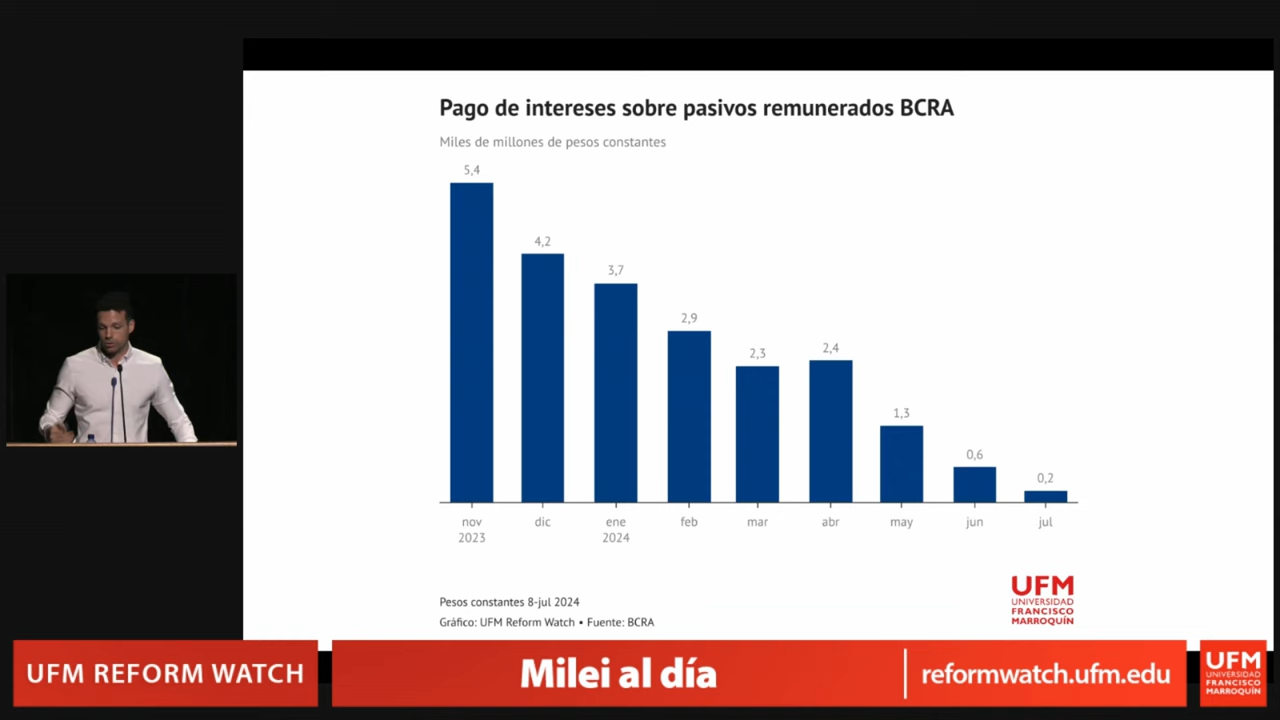 Pago de intereses sobre pasivos remunerados BCRA
Miles de millones de pesos constantes
5,4
4,2
3,7
2,9
2,3
2,4
1,3
0,6
0,2
nov
2023
dic
ene
2024
feb
mar
abr
may
jun
jul
Pesos constantes 8-jul 2024
Gráfico: UFM Reform Watch • Fuente: BCRA
UFM
UNIVERSIDAD
FRANCISCO
MARROQUÍN
UFM REFORM WATCH
Milei al día
reformwatch.ufm.edu
UFM
UNIVERSIDAD
FRANCISCO
MARROQUÍN